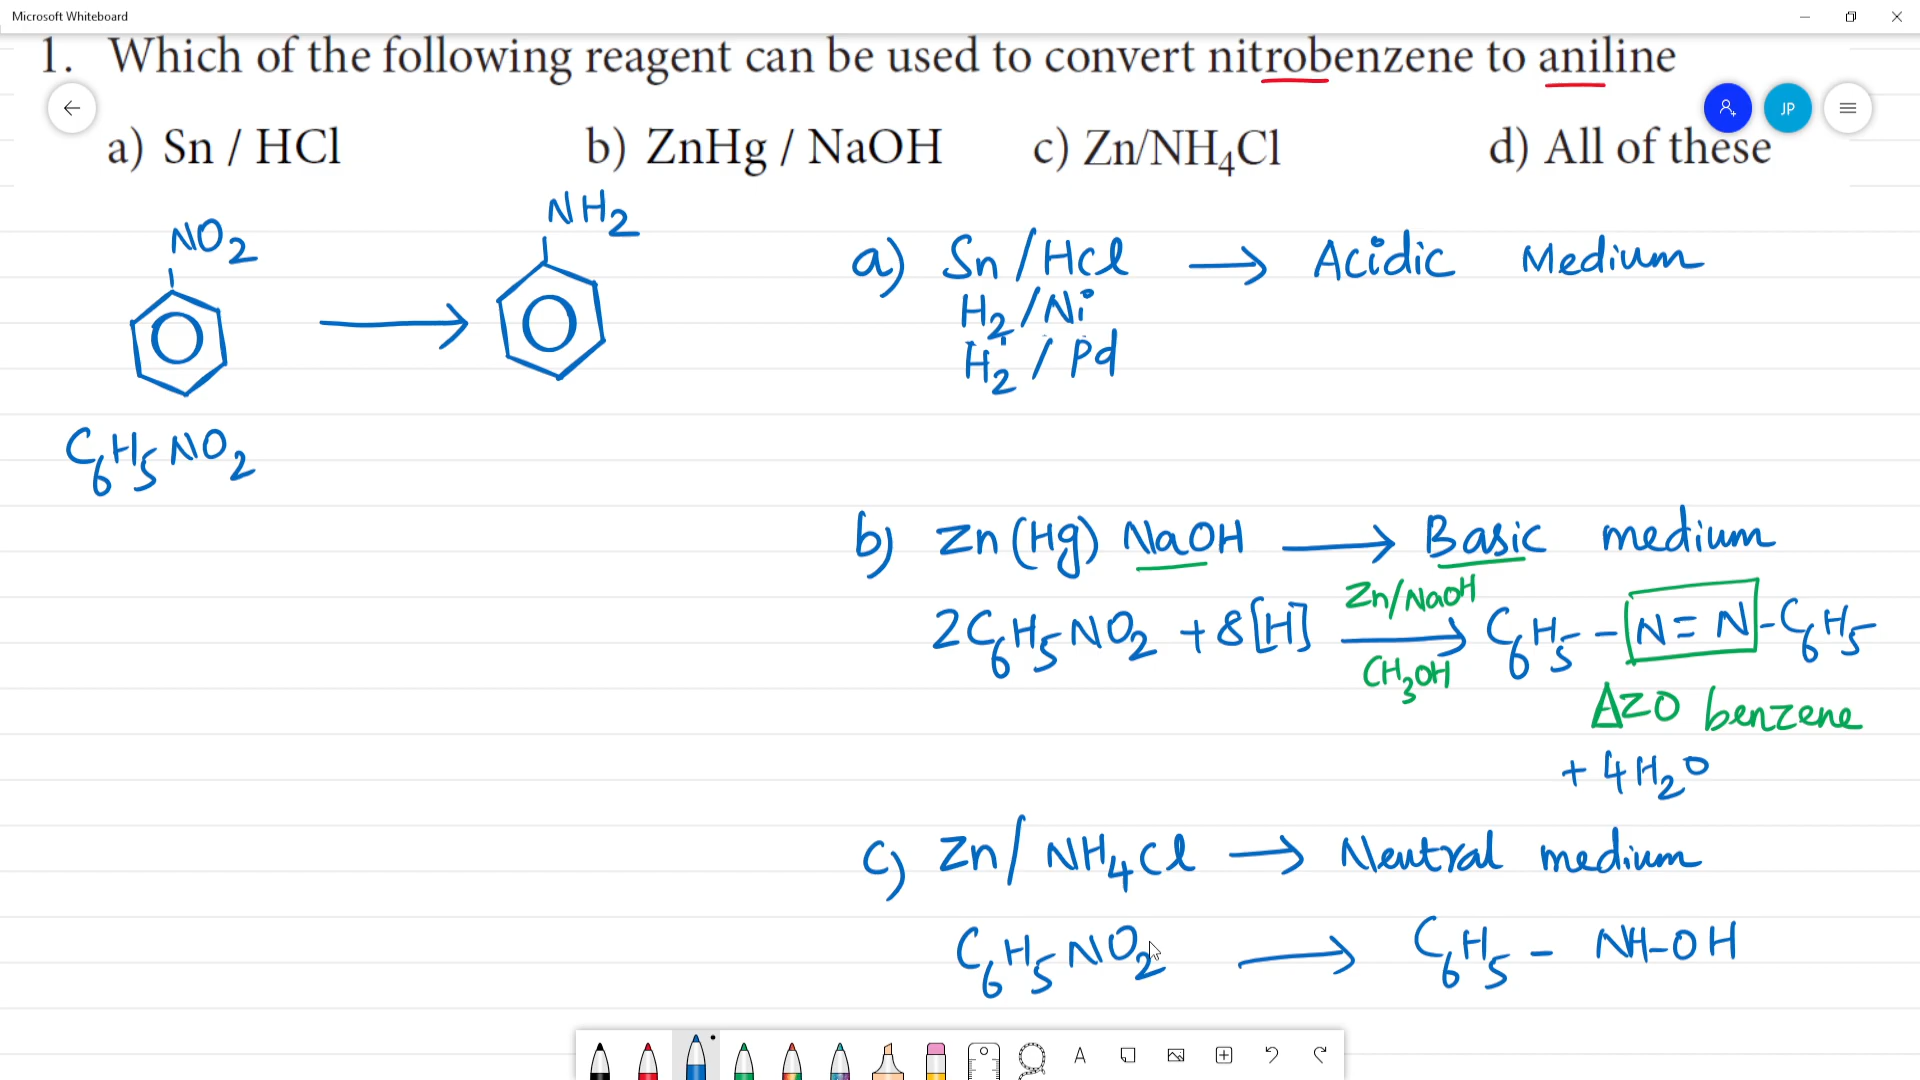 Microsoft Whiteboard
1. Which of the following reagent can be used to convert nitrobenzene to aniline
JP
a) Sn / HCl b) ZnHg / NaOH c) Zn/NH₄Cl d) All of these
NO₂ NH₂
a) Sn/Hcl → Acidic Medium
H₂/Ni
H₂/Pd
C₆H₅NO₂
b) Zn(Hg) NaOH → Basic medium
2C₆H₅NO₂ + 8[H] Zn/NaOH → CH₃OH C₆H₅-N=N-C₆H₅
Azo benzene
+ 4H₂O
c) Zn/NH₄Cl → Neutral medium
C₆H₅NO₂ → C₆H₅-NH-OH
A